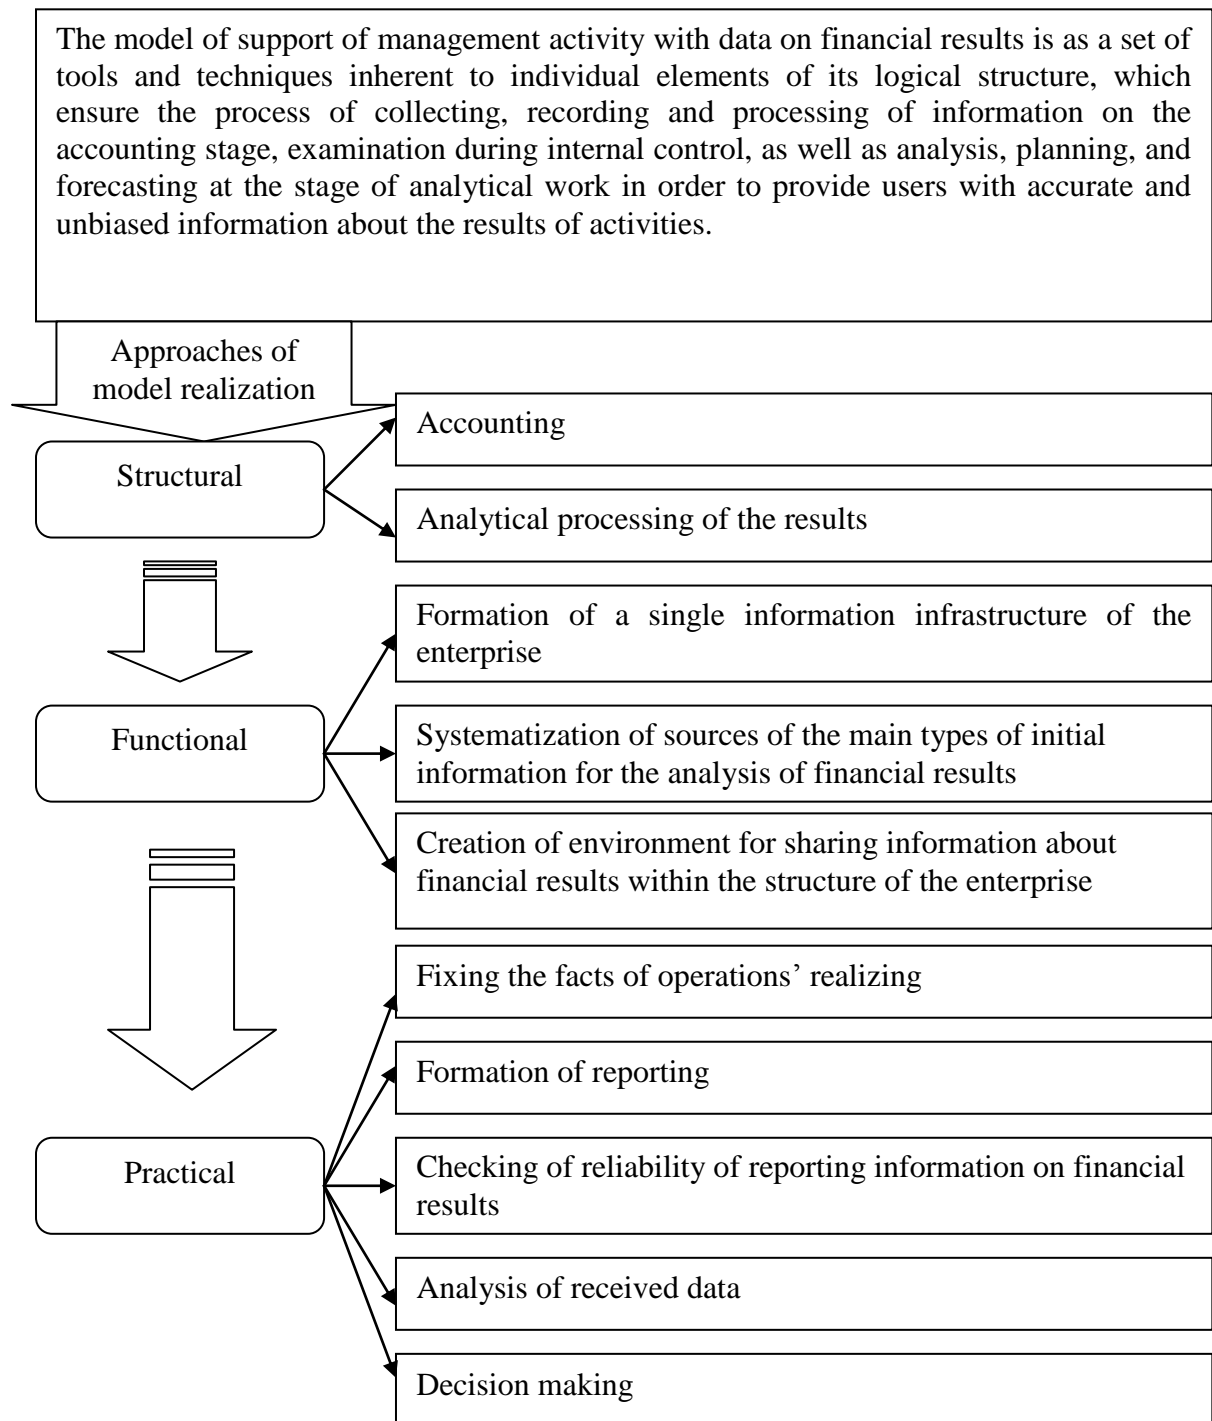 The model of support of management activity with data on financial results is as a set of
tools and techniques inherent to individual elements of its logical structure, which
ensure the process of collecting, recording and processing of information on the
accounting stage, examination during internal control, as well as analysis, planning, and
forecasting at the stage of analytical work in order to provide users with accurate and
unbiased information about the results of activities.
Approaches of
model realization
Structural
Accounting
Analytical processing of the results
Functional
Formation of a single information infrastructure of the
enterprise
Systematization of sources of the main types of initial
information for the analysis of financial results
Creation of environment for sharing information about
financial results within the structure of the enterprise
Practical
Fixing the facts of operations’ realizing
Formation of reporting
Checking of reliability of reporting information on financial
results
Analysis of received data
Decision making